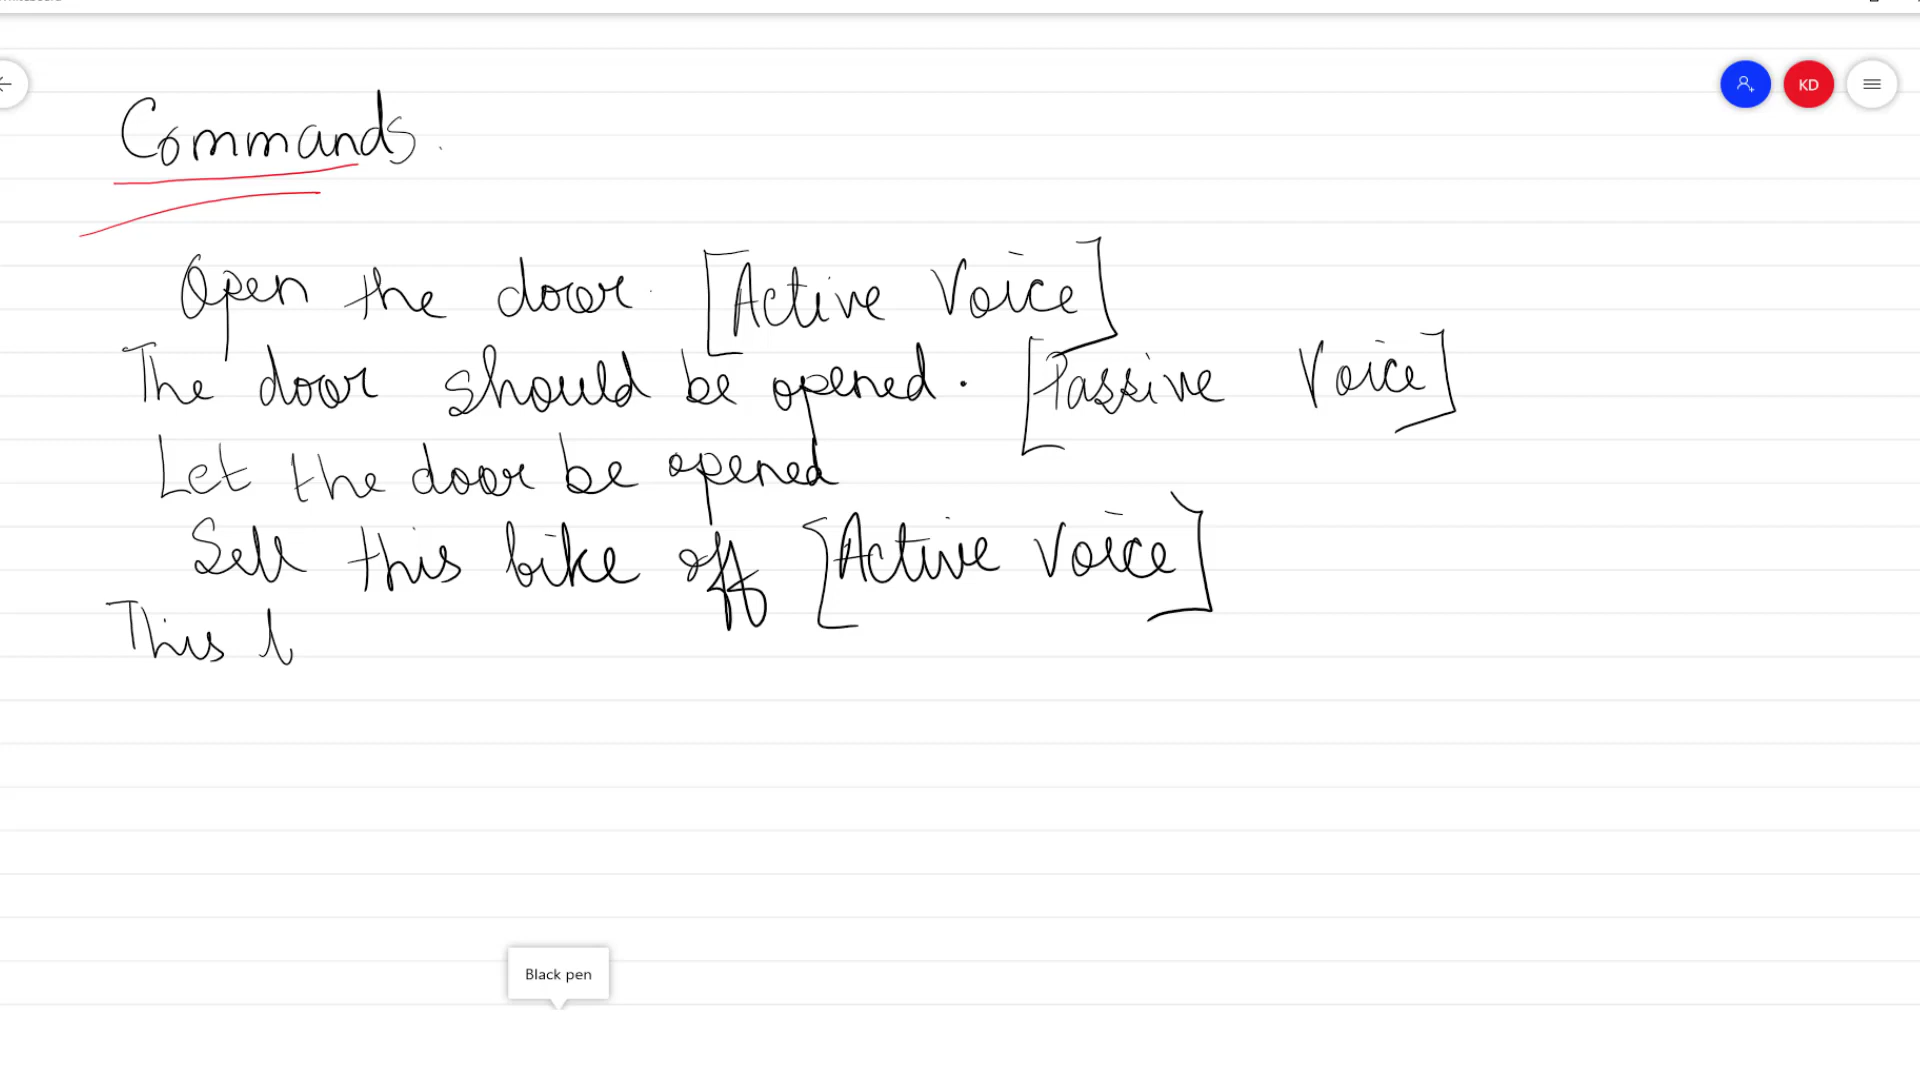 KD
Commands.
Open the door. [Active Voice]
The door should be opened. [Passive Voice]
Let the door be opened
Sell this bike off [Active Voice]
This
Black pen